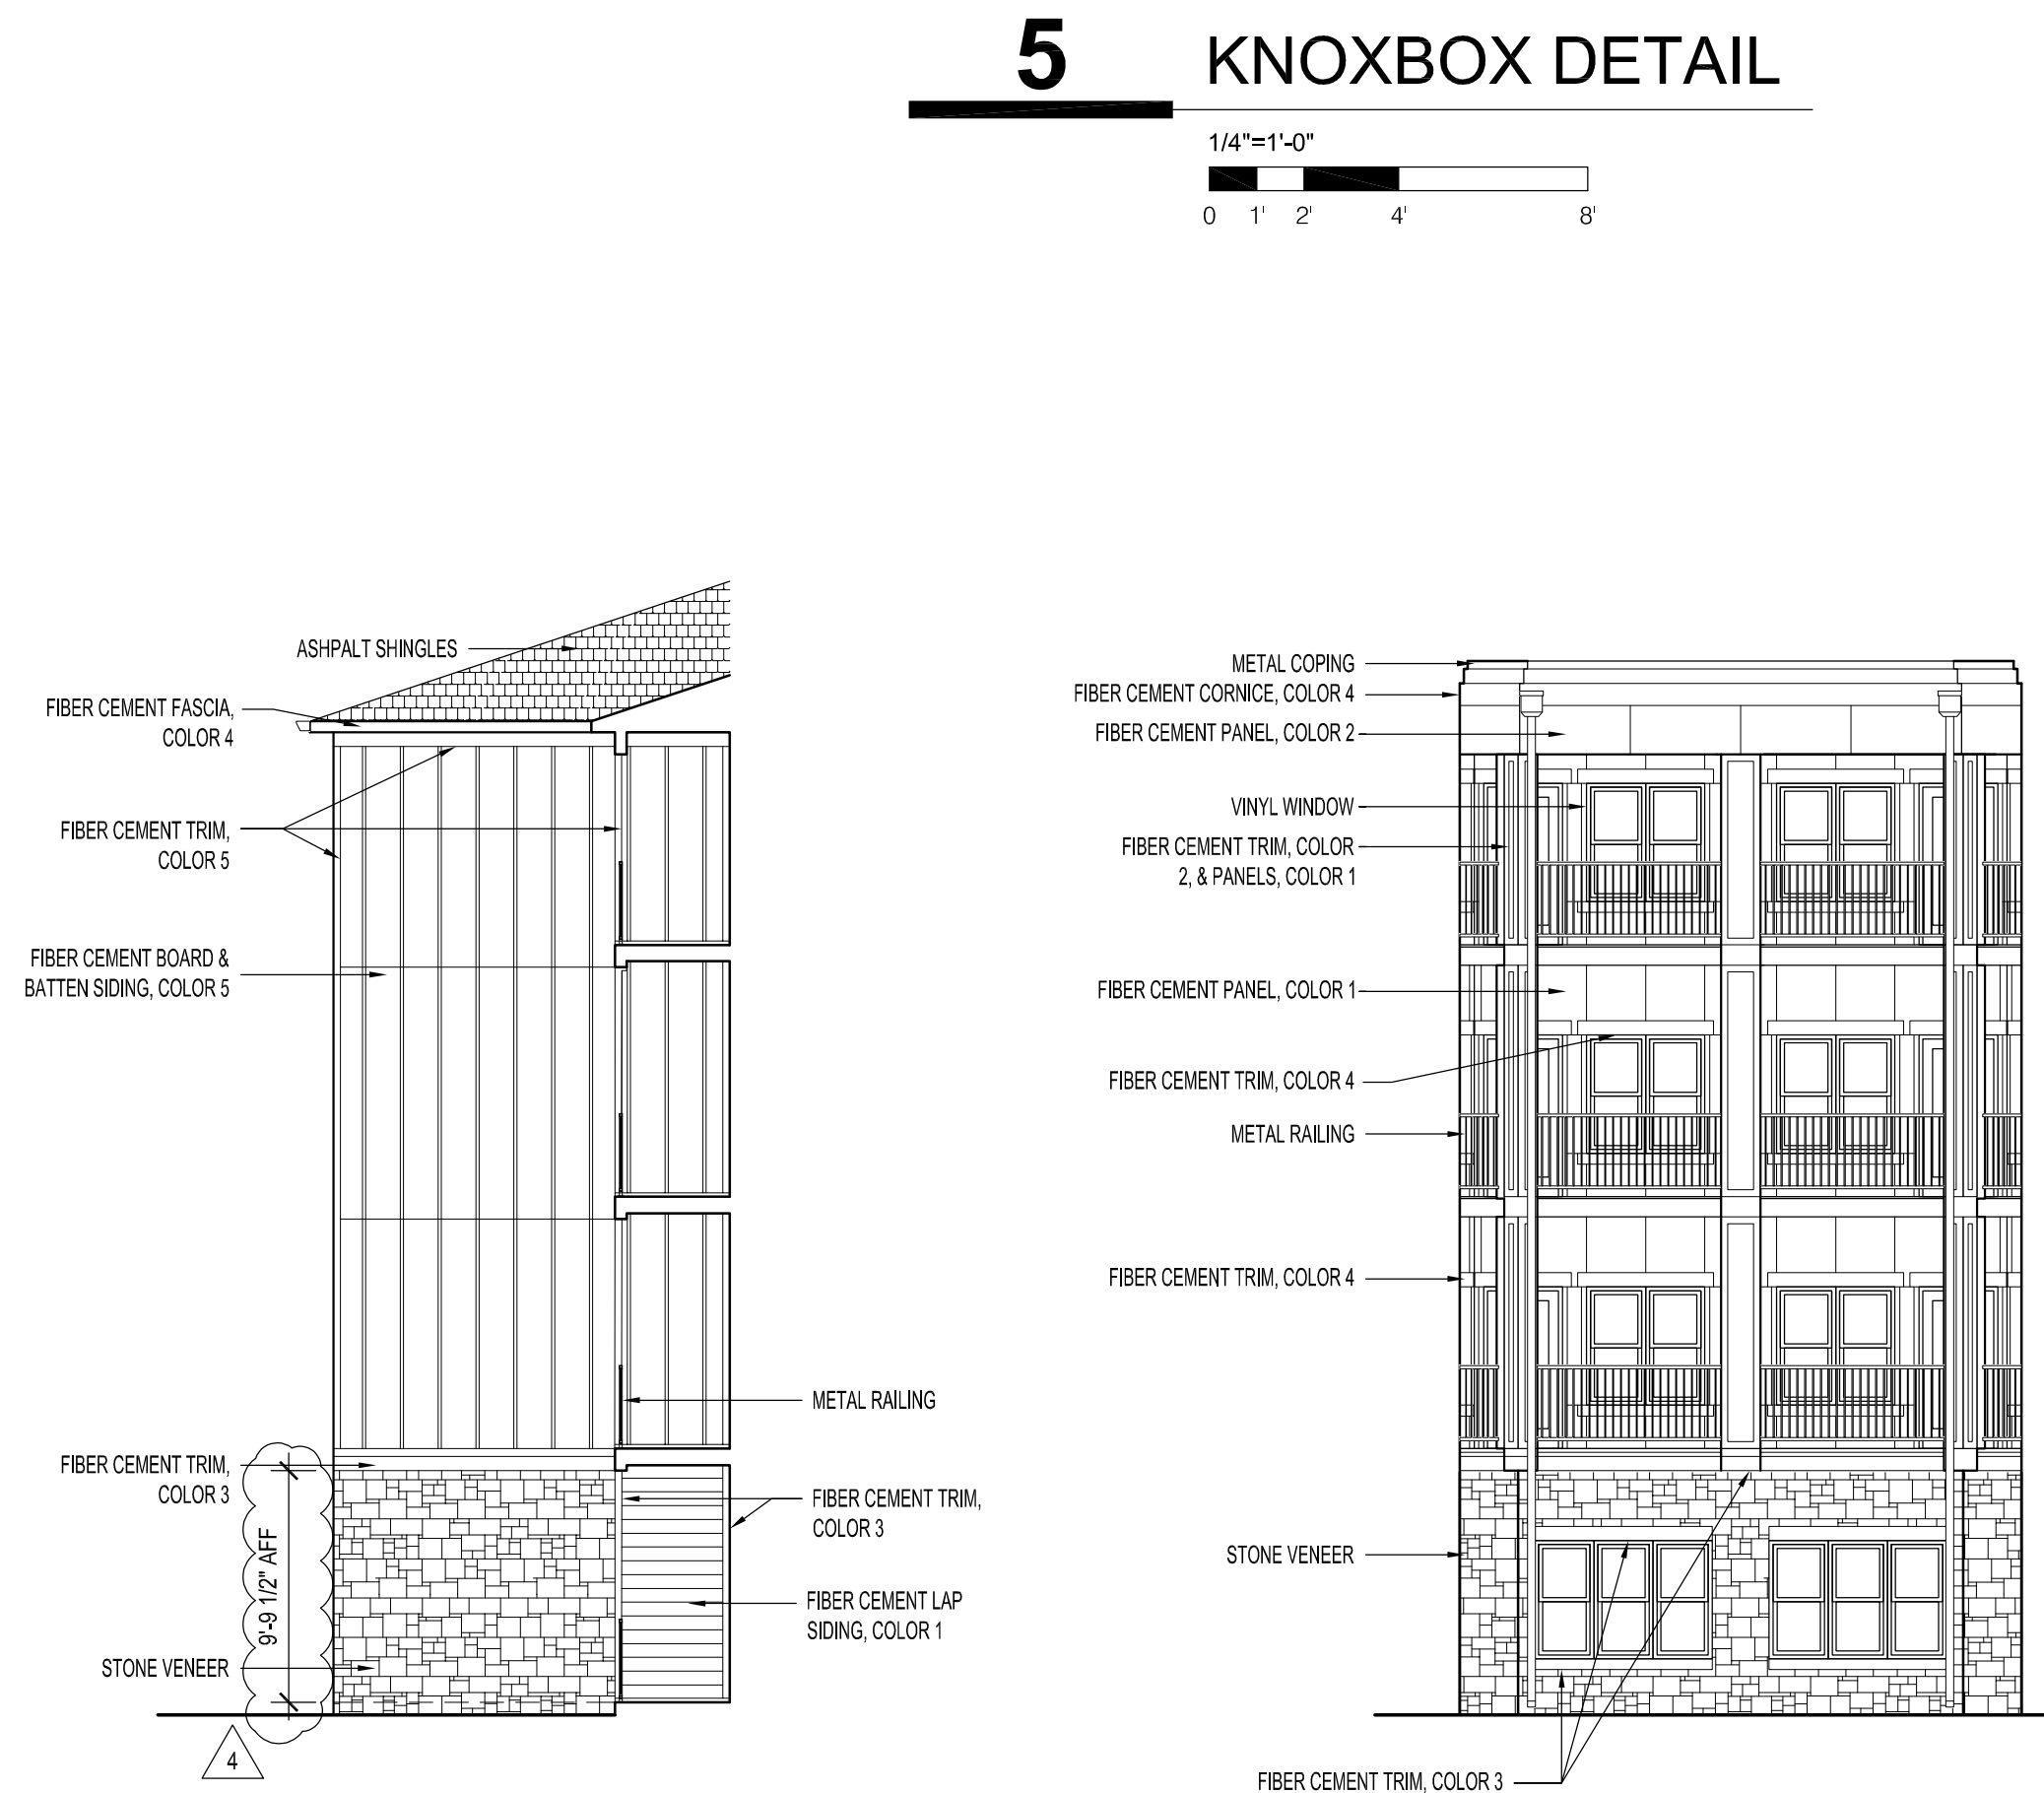 5 KNOXBOX DETAIL
1/4"=1'-0"
0 1' 2' 4' 8'
ASHPALT SHINGLES
FIBER CEMENT FASCIA,
COLOR 4
FIBER CEMENT TRIM,
COLOR 5
FIBER CEMENT BOARD &
BATTEN SIDING, COLOR 5
METAL RAILING
FIBER CEMENT TRIM,
COLOR 3
FIBER CEMENT TRIM,
COLOR 3
9'-9 1/2" AFF
FIBER CEMENT LAP
SIDING, COLOR 1
STONE VENEER
4
METAL COPING
FIBER CEMENT CORNICE, COLOR 4
FIBER CEMENT PANEL, COLOR 2
VINYL WINDOW
FIBER CEMENT TRIM, COLOR
2, & PANELS, COLOR 1
FIBER CEMENT PANEL, COLOR 1
FIBER CEMENT TRIM, COLOR 4
METAL RAILING
FIBER CEMENT TRIM, COLOR 4
STONE VENEER
FIBER CEMENT TRIM, COLOR 3